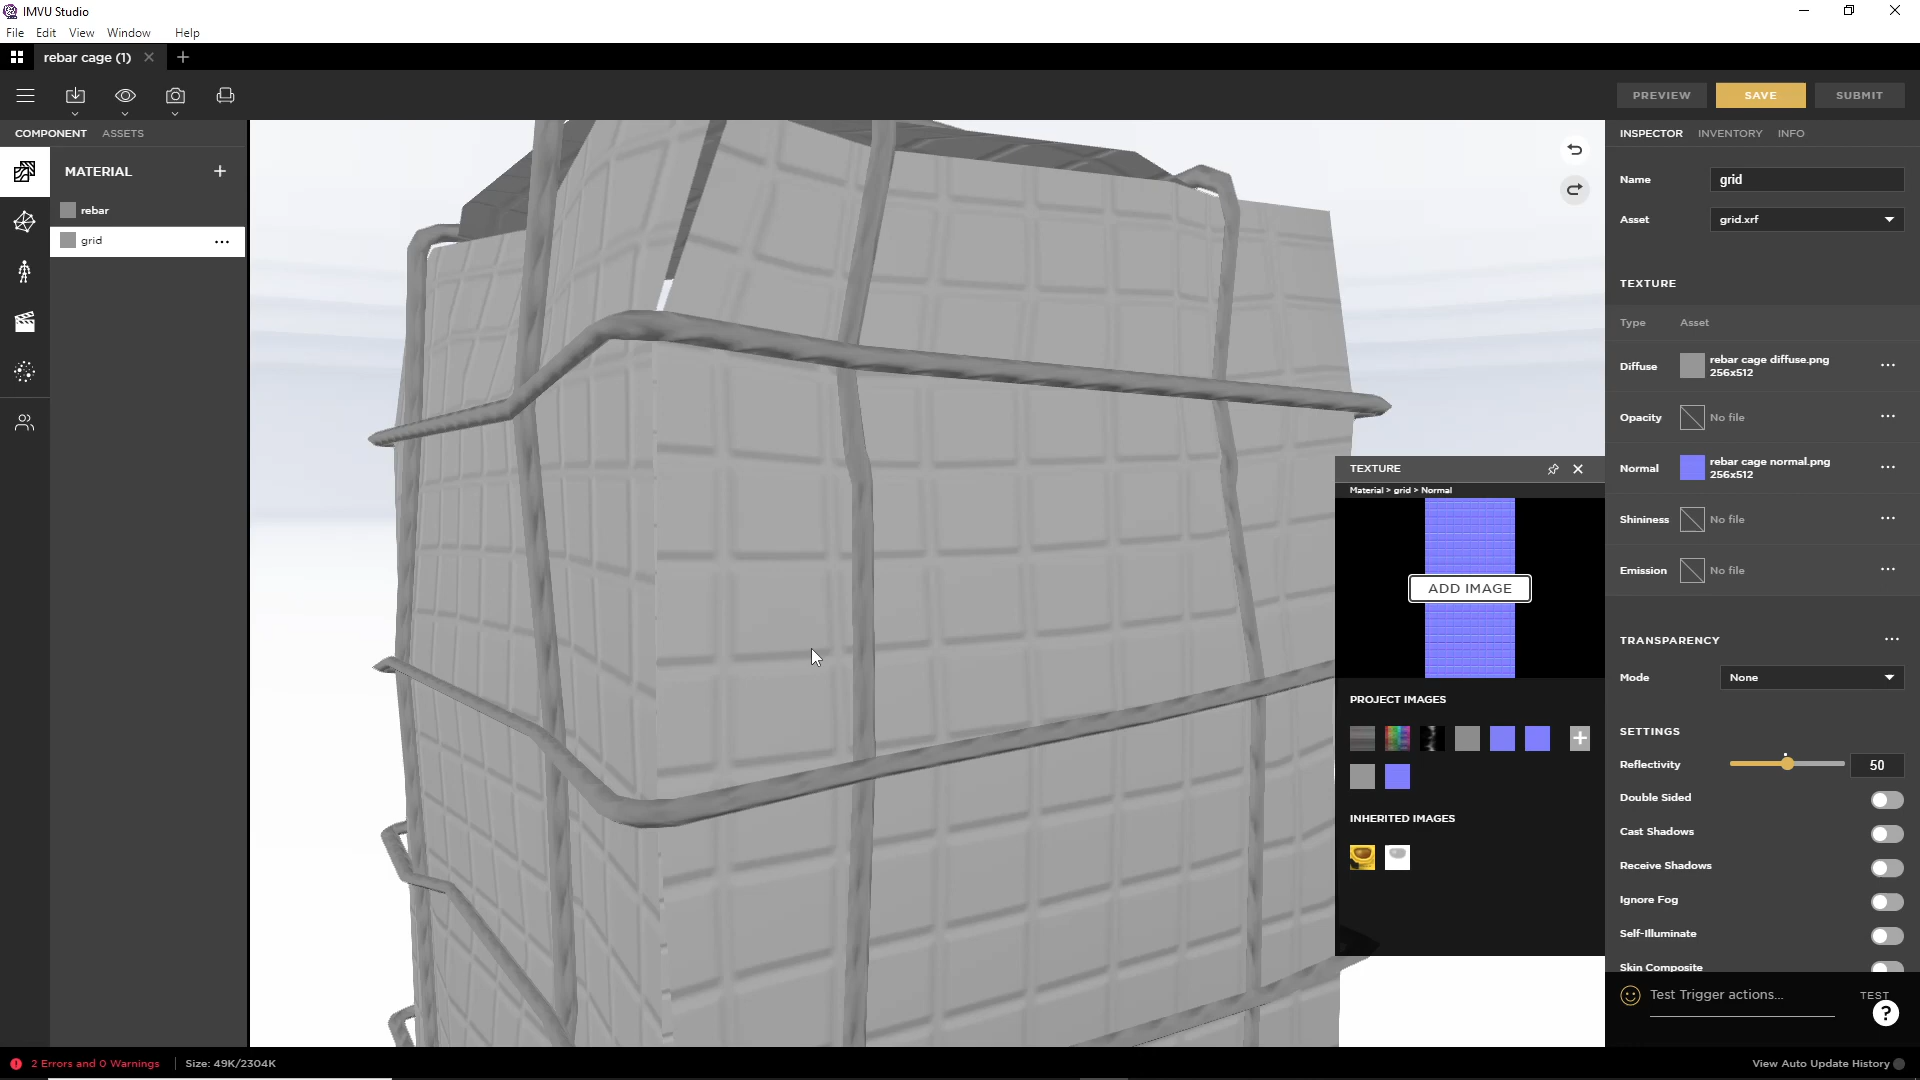 IMVU Studio
File Edit View Window Help
rebar cage (1)
PREVIEW SAVE SUBMIT
COMPONENT ASSETS
INSPECTOR INVENTORY INFO
MATERIAL
rebar
grid
Name grid
Asset grid.xrf
TEXTURE
Type Asset
Diffuse rebar cage diffuse.png
256x512
Opacity No file
Normal rebar cage normal.png
256x512
Shininess No file
Emission No file
TRANSPARENCY
Mode None
SETTINGS
Reflectivity 50
Double Sided
Cast Shadows
Receive Shadows
Ignore Fog
Self-Illuminate
Skin Composite
Test Trigger actions... TEST
?
TEXTURE
Material > grid > Normal
ADD IMAGE
PROJECT IMAGES
INHERITED IMAGES
2 Errors and 0 Warnings Size: 49K/2304K
View Auto Update History